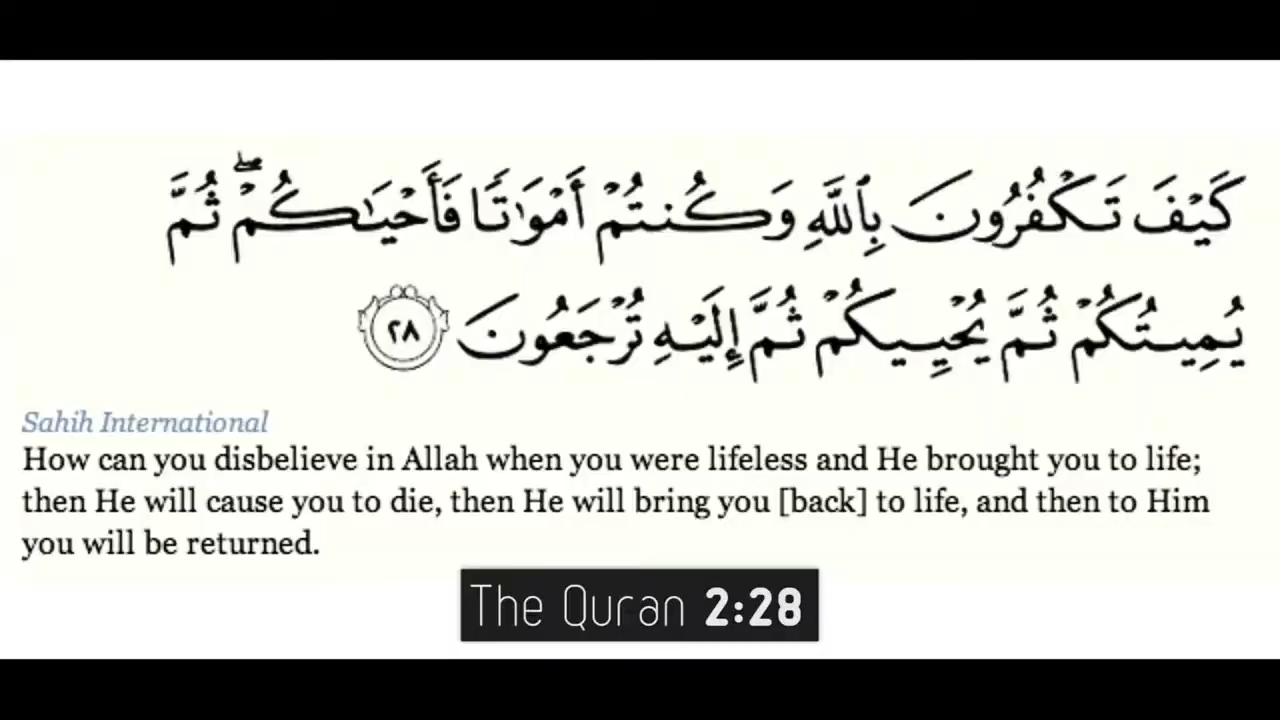 كَيْفَ تَكْفُرُونَ بِٱللَّهِ وَكُنتُمْ أَمْوَٰتًا فَأَحْيَـٰكُمْ ۖ ثُمَّ
يُمِيتُكُمْ ثُمَّ يُحْيِيكُمْ ثُمَّ إِلَيْهِ تُرْجَعُونَ ٢٨
Sahih International
How can you disbelieve in Allah when you were lifeless and He brought you to life;
then He will cause you to die, then He will bring you [back] to life, and then to Him
you will be returned.
The Quran 2:28